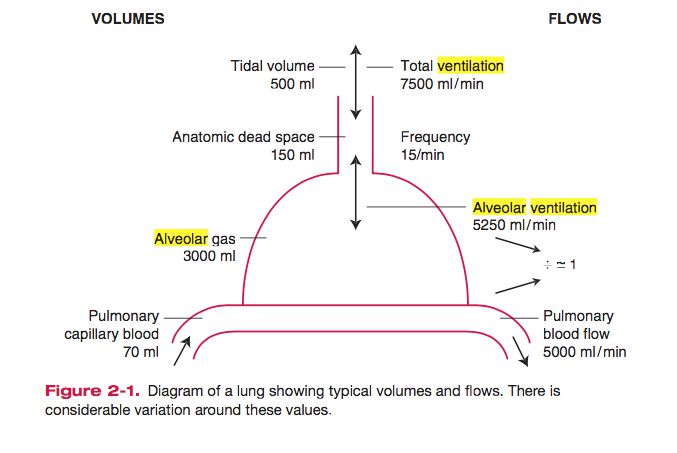 VOLUMES
FLOWS
Tidal volume
500 ml
Total ventilation
7500 ml/min
Anatomic dead space
150 ml
Frequency
15/min
Alveolar ventilation
5250 ml/min
Alveolar gas
3000 ml
÷ ≃ 1
Pulmonary
capillary blood
70 ml
Pulmonary
blood flow
5000 ml/min
Figure 2-1. Diagram of a lung showing typical volumes and flows. There is
considerable variation around these values.